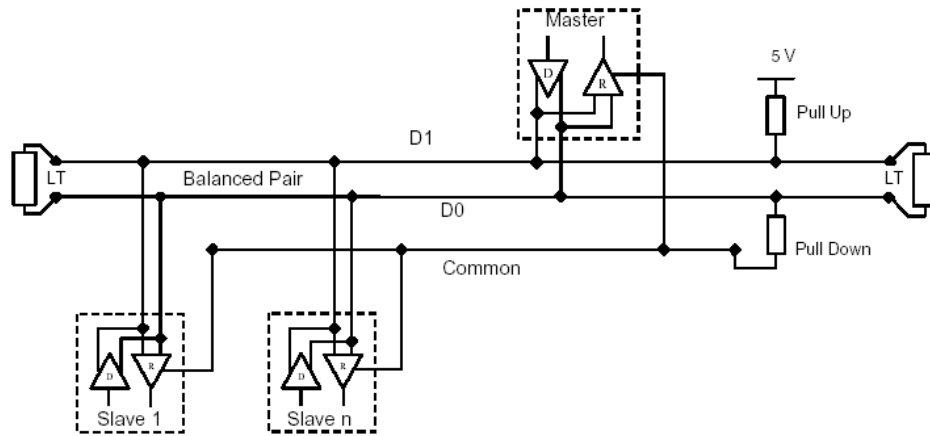 Master
5 V
D
R
Pull Up
D1
LT
Balanced Pair
LT
D0
Pull Down
Common
D
R
D
R
Slave 1
Slave n